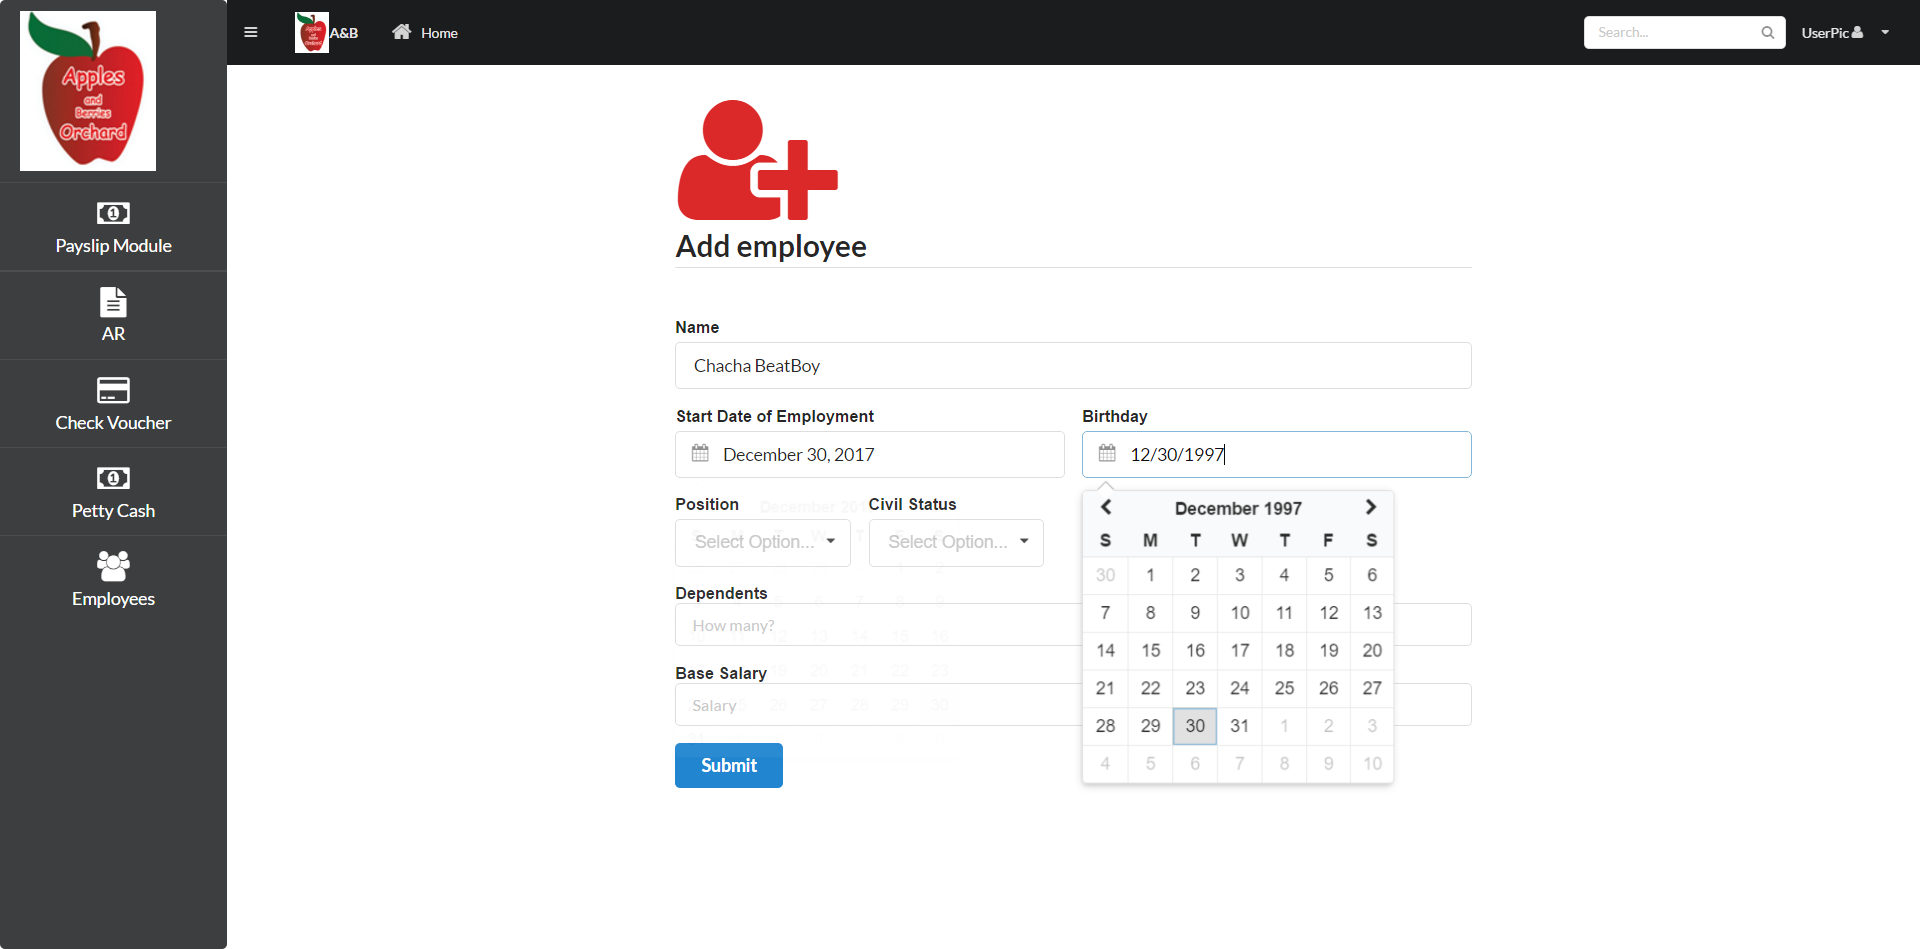 Apples
and
Berries
Orchard
Payslip Module
AR
Check Voucher
Petty Cash
Employees
A&B
Home
Search...
UserPic
Add employee
Name
Chacha BeatBoy
Start Date of Employment
Birthday
December 30, 2017
12/30/1997
Position
Civil Status
Select Option...
Select Option...
Dependents
How many?
Base Salary
Salary
Submit
December 1997
S M T W T F S
30 1 2 3 4 5 6
7 8 9 10 11 12 13
14 15 16 17 18 19 20
21 22 23 24 25 26 27
28 29 30 31 1 2 3
4 5 6 7 8 9 10